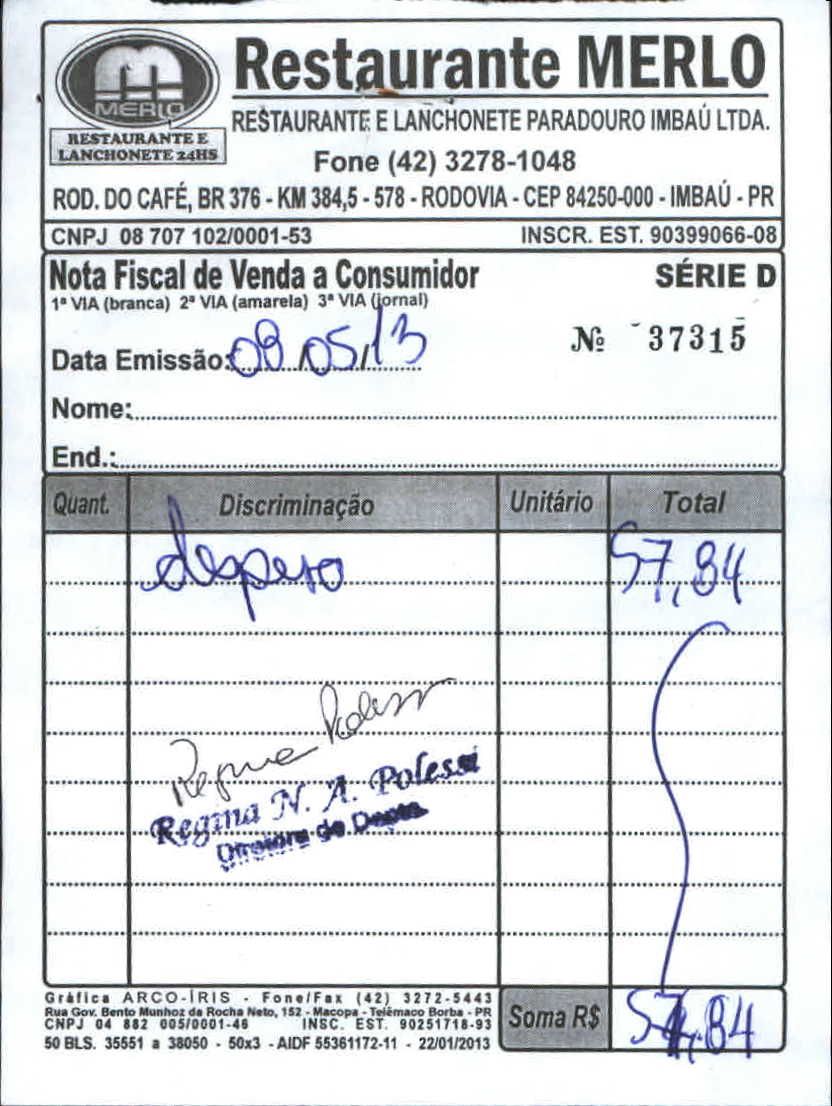 MERLO
RESTAURANTE E
LANCHONETE 24HS
Restaurante MERLO
RESTAURANTE E LANCHONETE PARADOURO IMBAÚ LTDA.
Fone (42) 3278-1048
ROD. DO CAFÉ, BR 376 - KM 384,5 - 578 - RODOVIA - CEP 84250-000 - IMBAÚ - PR
CNPJ 08 707 102/0001-53 INSCR. EST. 90399066-08
Nota Fiscal de Venda a Consumidor SÉRIE D
1ª VIA (branca) 2ª VIA (amarela) 3ª VIA (jornal)
Nº 37315
Data Emissão: 09/05/13
Nome:
End.:
Quant. Discriminação Unitário Total
57,84
Regina Polessi
Regina N. A. Polessi
Diretora de Depto.
Soma R$ 57,84
Gráfica ARCO-ÍRIS - Fone/Fax (42) 3272-5443
Rua Gov. Bento Munhoz da Rocha Neto, 152 - Macopa - Telêmaco Borba - PR
CNPJ 04 882 005/0001-46 INSC. EST. 90251718-93
50 BLS. 35551 a 38050 - 50x3 - AIDF 55361172-11 - 22/01/2013